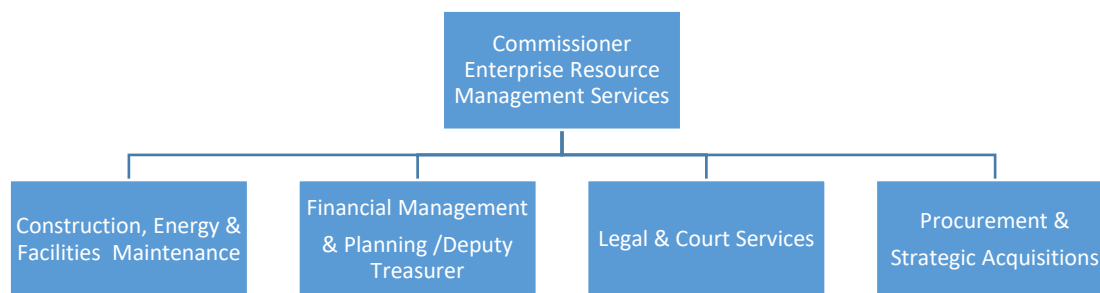 Commissioner
Enterprise Resource
Management Services
Construction, Energy &
Facilities  Maintenance
Financial Management
& Planning /Deputy
Treasurer
Legal & Court Services
Procurement &
Strategic Acquisitions